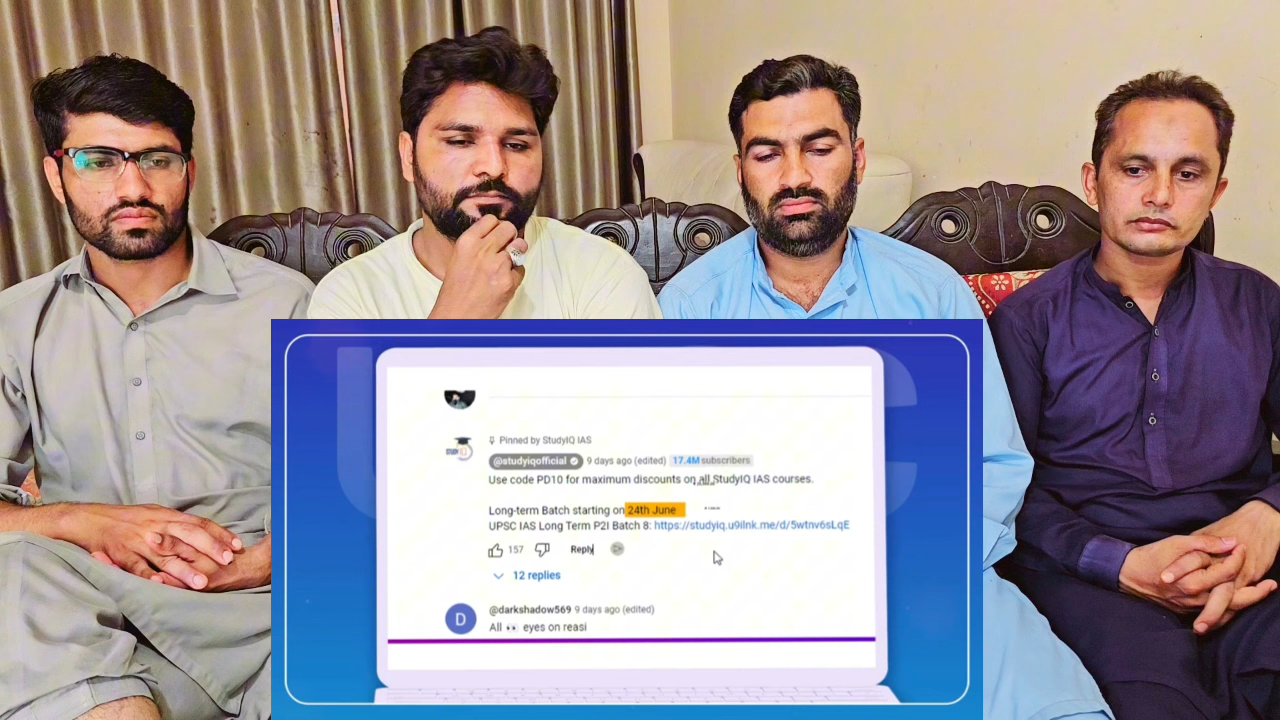 Pinned by StudyIQ IAS
@studyiqofficial 9 days ago (edited) 17.4M subscribers
Use code PD10 for maximum discounts on all StudyIQ IAS courses.
Long-term Batch starting on 24th June
UPSC IAS Long Term P2I Batch 8: https://studyiq.u9ilnk.me/d/5wtnv6sLqE
157 Reply
12 replies
D
@darkshadow569 9 days ago (edited)
All 👀 eyes on reasi